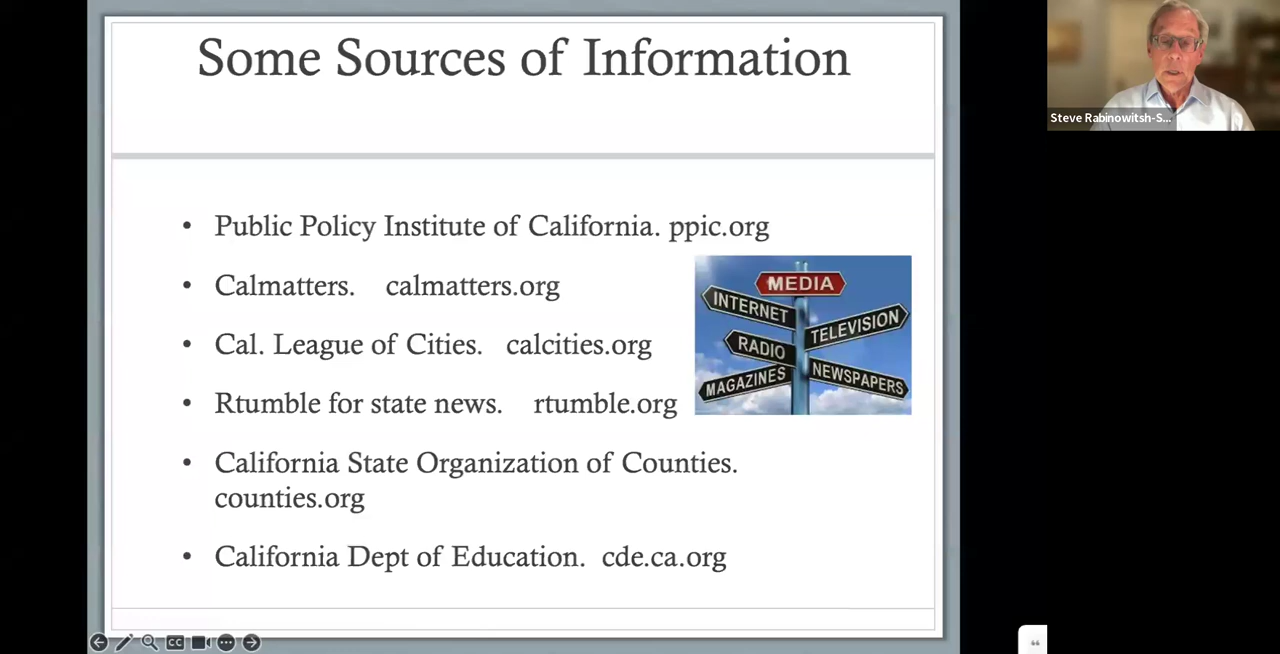 Some Sources of Information
Steve Rabinowitsh-S...
• Public Policy Institute of California. ppic.org
• Calmatters. calmatters.org
• Cal. League of Cities. calcities.org
• Rtumble for state news. rtumble.org
• California State Organization of Counties.
counties.org
• California Dept of Education. cde.ca.org
MEDIA
INTERNET
TELEVISION
RADIO
MAGAZINES
NEWSPAPERS
CC